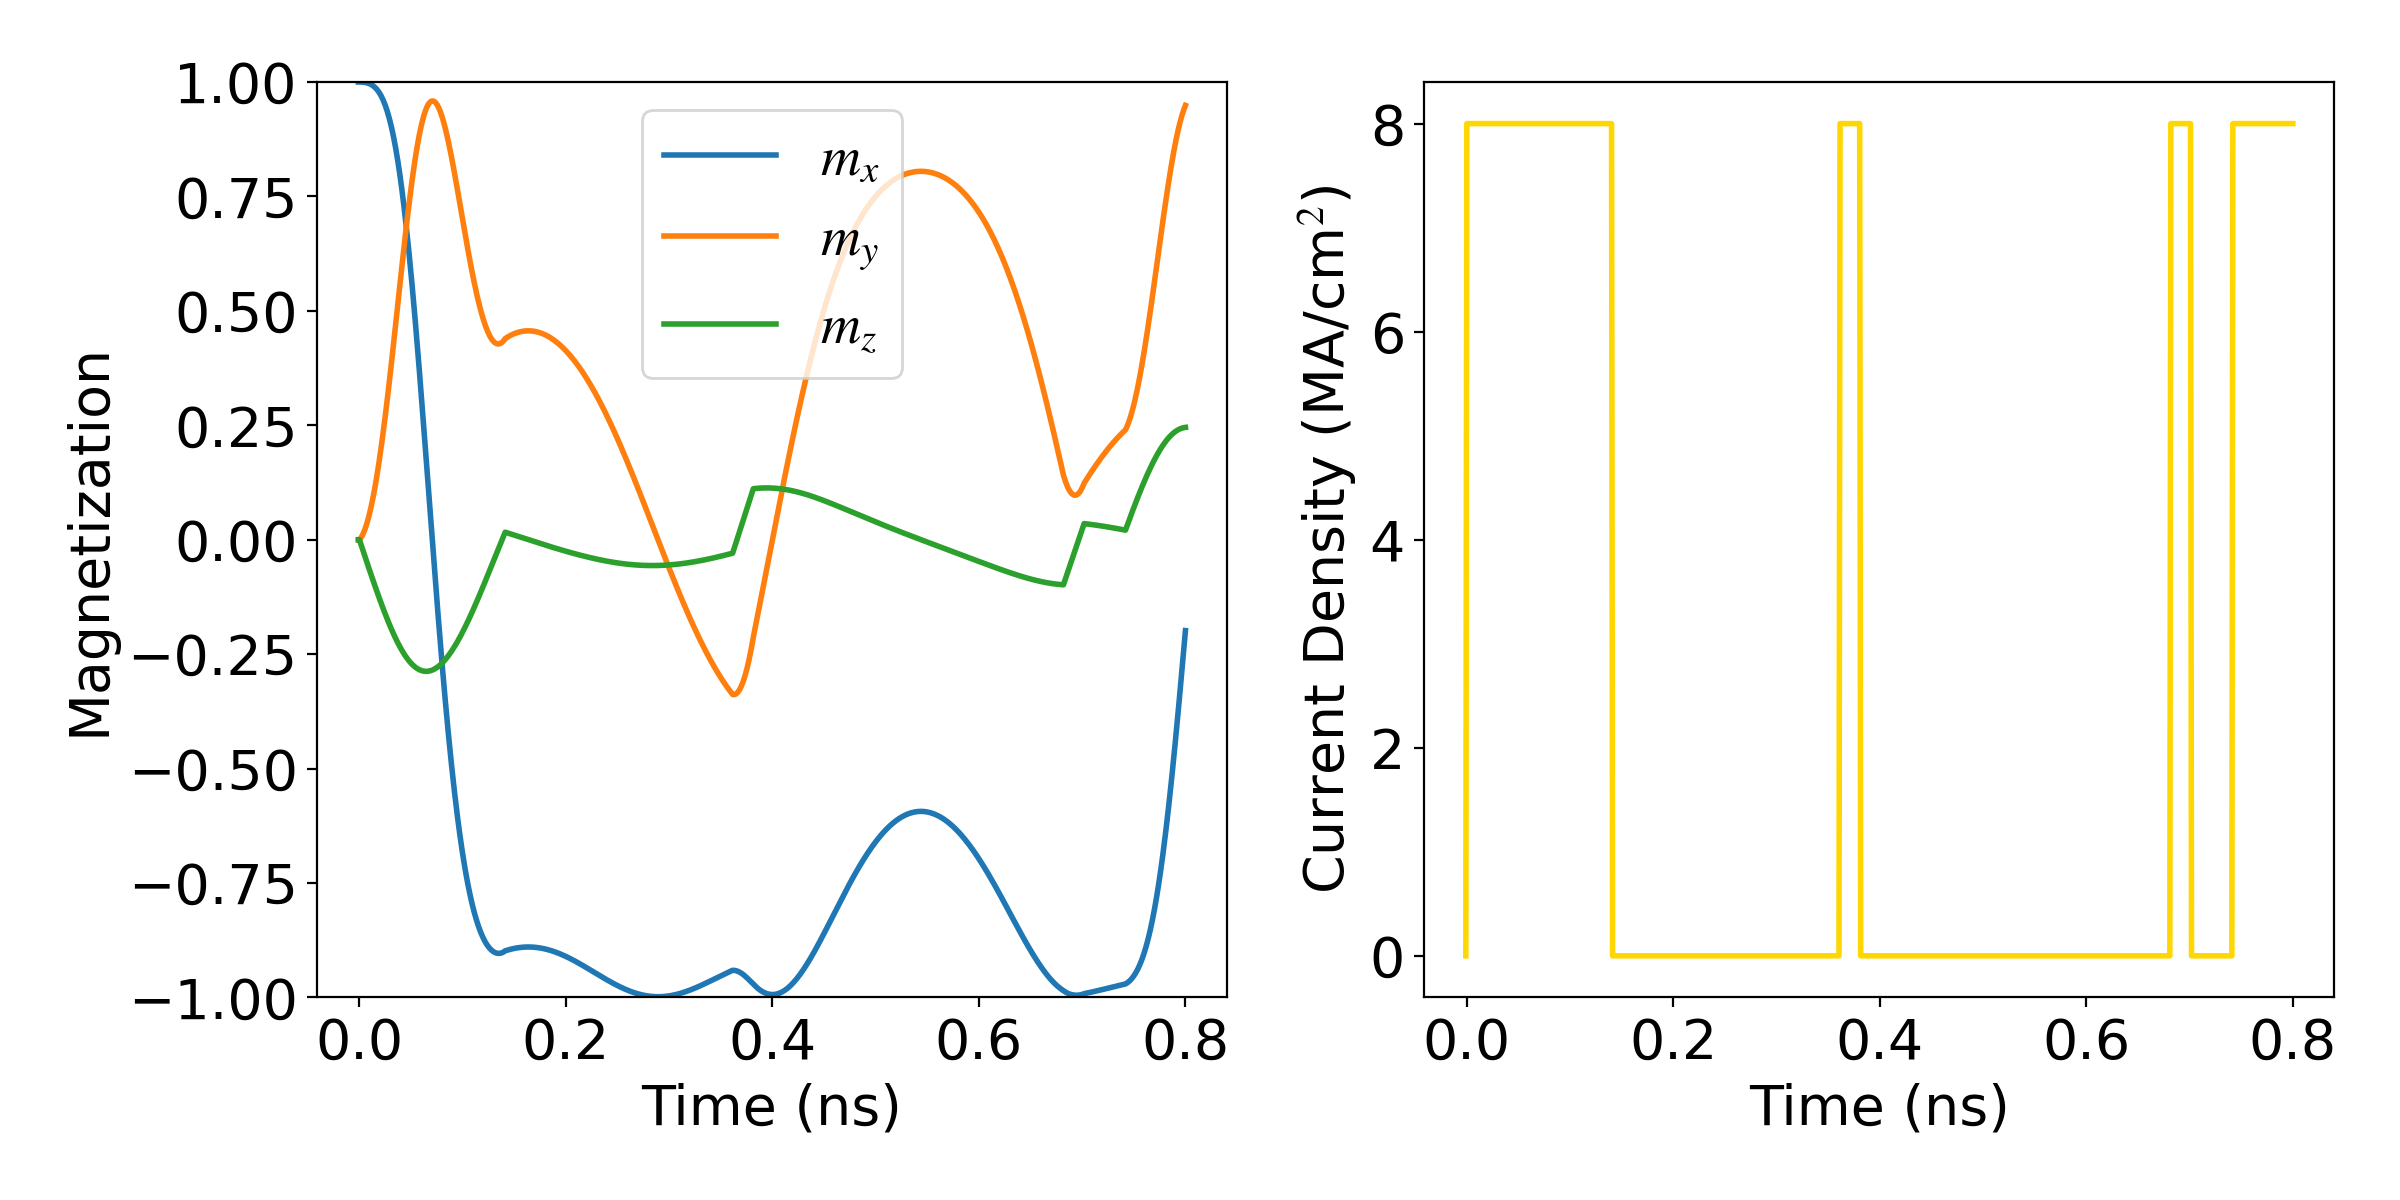 Magnetization
1.00
0.75
0.50
0.25
0.00
−0.25
−0.50
−0.75
−1.00
0.0 0.2 0.4 0.6 0.8
Time (ns)
m_x
m_y
m_z
Current Density (MA/cm²)
8
6
4
2
0
0.0 0.2 0.4 0.6 0.8
Time (ns)